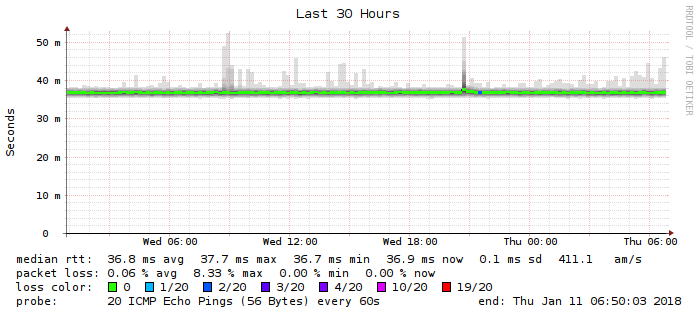 Last 30 Hours
RRDTOOL / TOBI OETIKER
Seconds
50 m
40 m
30 m
20 m
10 m
0
Wed 06:00 Wed 12:00 Wed 18:00 Thu 00:00 Thu 06:00
median rtt: 36.8 ms avg 37.7 ms max 36.7 ms min 36.9 ms now 0.1 ms sd 411.1 am/s
packet loss: 0.06 % avg 8.33 % max 0.00 % min 0.00 % now
loss color: 0 1/20 2/20 3/20 4/20 10/20 19/20
probe: 20 ICMP Echo Pings (56 Bytes) every 60s end: Thu Jan 11 06:50:03 2018